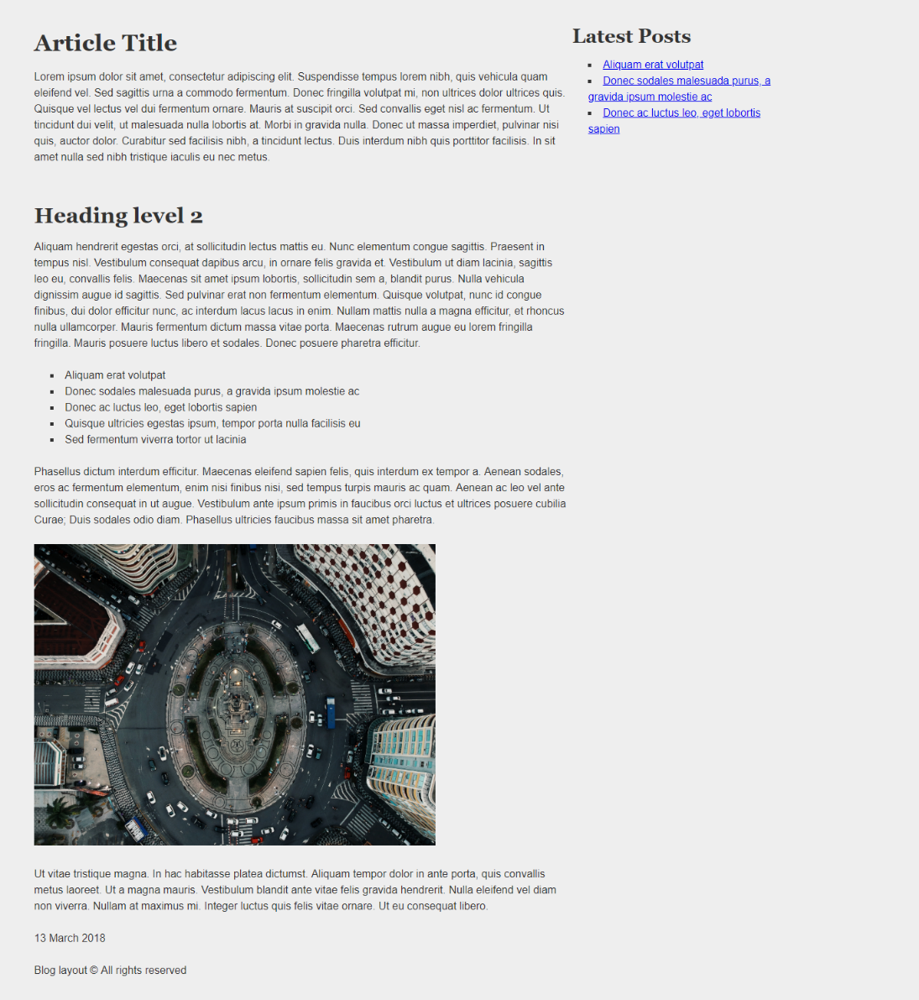 Article Title
Lorem ipsum dolor sit amet, consectetur adipiscing elit. Suspendisse tempus lorem nibh, quis vehicula quam
eleifend vel. Sed sagittis urna a commodo fermentum. Donec fringilla volutpat mi, non ultrices dolor ultrices quis.
Quisque vel lectus vel dui fermentum ornare. Mauris at suscipit orci. Sed convallis eget nisl ac fermentum. Ut
tincidunt dui velit, ut malesuada nulla lobortis at. Morbi in gravida nulla. Donec ut massa imperdiet, pulvinar nisi
quis, auctor dolor. Curabitur sed facilisis nibh, a tincidunt lectus. Duis interdum nibh quis porttitor facilisis. In sit
amet nulla sed nibh tristique iaculis eu nec metus.
Heading level 2
Aliquam hendrerit egestas orci, at sollicitudin lectus mattis eu. Nunc elementum congue sagittis. Praesent in
tempus nisl. Vestibulum consequat dapibus arcu, in ornare felis gravida et. Vestibulum ut diam lacinia, sagittis
leo eu, convallis felis. Maecenas sit amet ipsum lobortis, sollicitudin sem a, blandit purus. Nulla vehicula
dignissim augue id sagittis. Sed pulvinar erat non fermentum elementum. Quisque volutpat, nunc id congue
finibus, dui dolor efficitur nunc, ac interdum lacus lacus in enim. Nullam mattis nulla a magna efficitur, et rhoncus
nulla ullamcorper. Mauris fermentum dictum massa vitae porta. Maecenas rutrum augue eu lorem fringilla
fringilla. Mauris posuere luctus libero et sodales. Donec posuere pharetra efficitur.
▪ Aliquam erat volutpat
▪ Donec sodales malesuada purus, a gravida ipsum molestie ac
▪ Donec ac luctus leo, eget lobortis sapien
▪ Quisque ultricies egestas ipsum, tempor porta nulla facilisis eu
▪ Sed fermentum viverra tortor ut lacinia
Phasellus dictum interdum efficitur. Maecenas eleifend sapien felis, quis interdum ex tempor a. Aenean sodales,
eros ac fermentum elementum, enim nisi finibus nisi, sed tempus turpis mauris ac quam. Aenean ac leo vel ante
sollicitudin consequat in ut augue. Vestibulum ante ipsum primis in faucibus orci luctus et ultrices posuere cubilia
Curae; Duis sodales odio diam. Phasellus ultricies faucibus massa sit amet pharetra.
Ut vitae tristique magna. In hac habitasse platea dictumst. Aliquam tempor dolor in ante porta, quis convallis
metus laoreet. Ut a magna mauris. Vestibulum blandit ante vitae felis gravida hendrerit. Nulla eleifend vel diam
non viverra. Nullam at maximus mi. Integer luctus quis felis vitae ornare. Ut eu consequat libero.
13 March 2018
Blog layout © All rights reserved
Latest Posts
▪ Aliquam erat volutpat
▪ Donec sodales malesuada purus, a
gravida ipsum molestie ac
▪ Donec ac luctus leo, eget lobortis
sapien